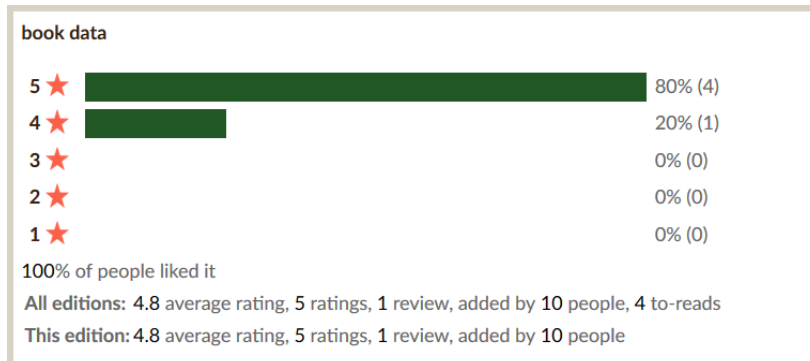 book data
5 80% (4)
4 20% (1)
3 0% (0)
2 0% (0)
1 0% (0)
100% of people liked it
All editions: 4.8 average rating, 5 ratings, 1 review, added by 10 people, 4 to-reads
This edition: 4.8 average rating, 5 ratings, 1 review, added by 10 people